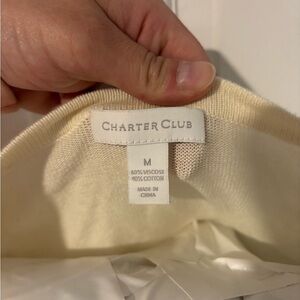 CHARTER CLUB
M
60% VISCOSE
40% COTTON
MADE IN
CHINA